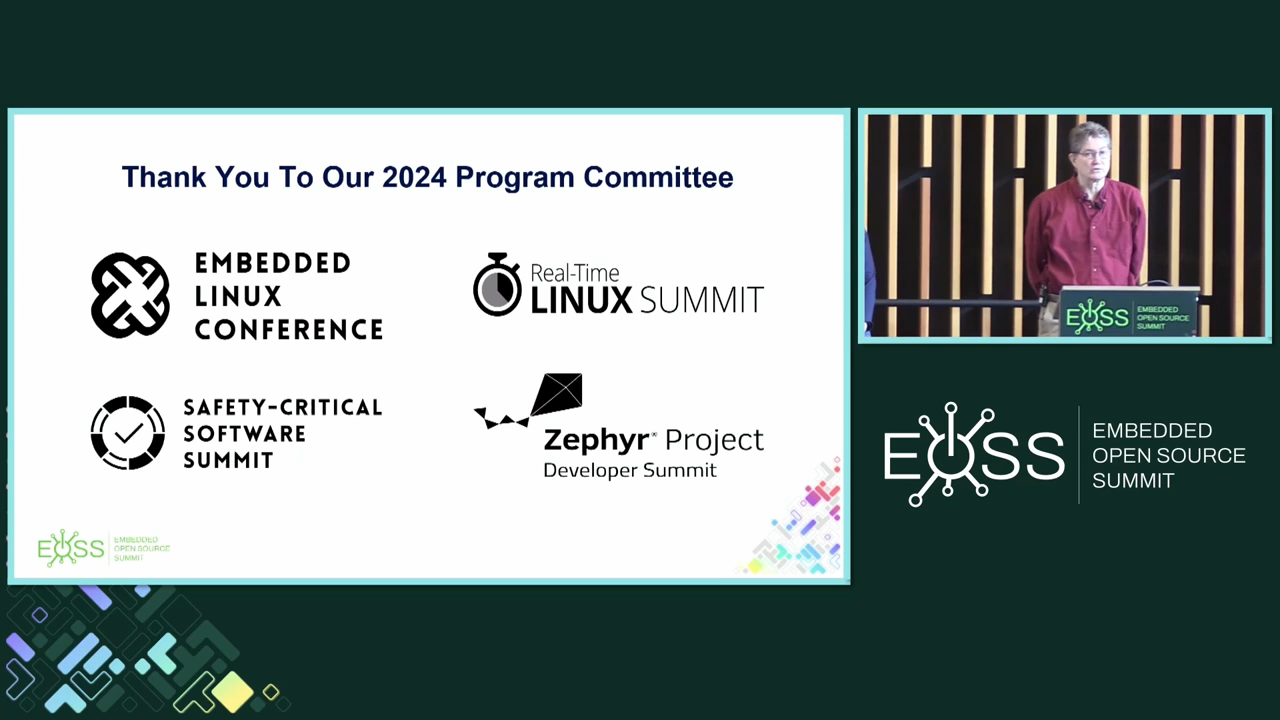 Thank You To Our 2024 Program Committee
EMBEDDED
LINUX
CONFERENCE
Real-Time
LINUX SUMMIT
SAFETY-CRITICAL
SOFTWARE
SUMMIT
Zephyr® Project
Developer Summit
EOSS
EMBEDDED
OPEN SOURCE
SUMMIT
EOSS
EMBEDDED
OPEN SOURCE
SUMMIT
EOSS
EMBEDDED
OPEN SOURCE
SUMMIT